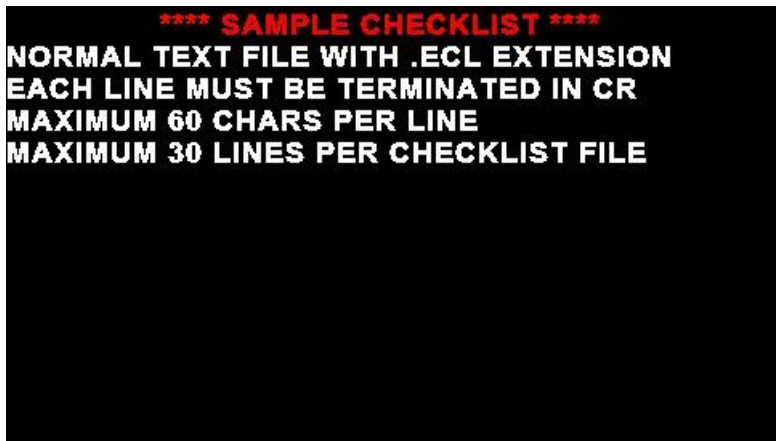 **** SAMPLE CHECKLIST ****
NORMAL TEXT FILE WITH .ECL EXTENSION
EACH LINE MUST BE TERMINATED IN CR
MAXIMUM 60 CHARS PER LINE
MAXIMUM 30 LINES PER CHECKLIST FILE